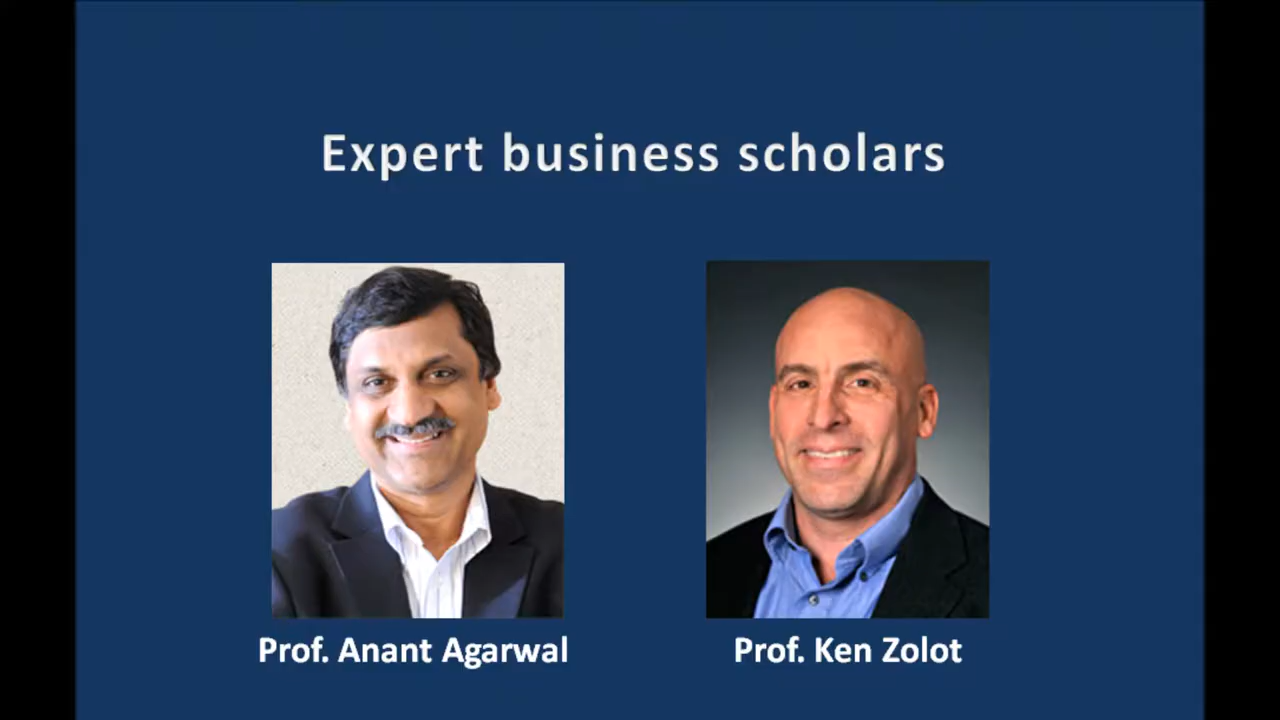 Expert business scholars
Prof. Anant Agarwal
Prof. Ken Zolot